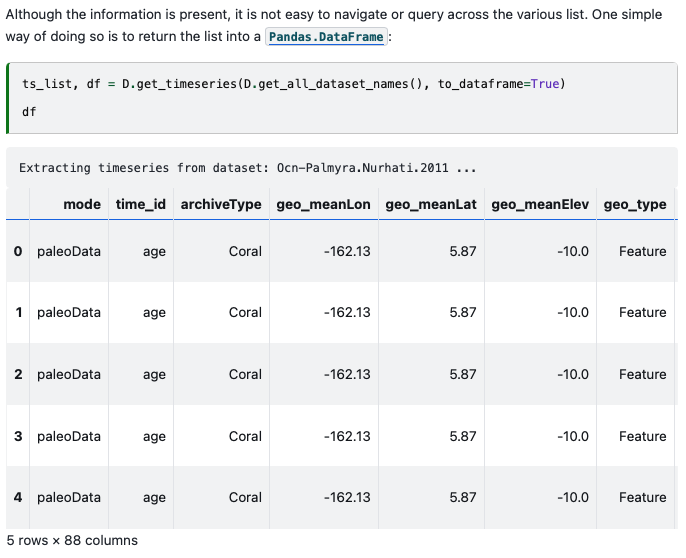 Although the information is present, it is not easy to navigate or query across the various list. One simple
way of doing so is to return the list into a Pandas.DataFrame:
ts_list, df = D.get_timeseries(D.get_all_dataset_names(), to_dataframe=True)
df
Extracting timeseries from dataset: Ocn-Palmyra.Nurhati.2011 ...
mode time_id archiveType geo_meanLon geo_meanLat geo_meanElev geo_type
0 paleoData age Coral -162.13 5.87 -10.0 Feature
1 paleoData age Coral -162.13 5.87 -10.0 Feature
2 paleoData age Coral -162.13 5.87 -10.0 Feature
3 paleoData age Coral -162.13 5.87 -10.0 Feature
4 paleoData age Coral -162.13 5.87 -10.0 Feature
5 rows × 88 columns